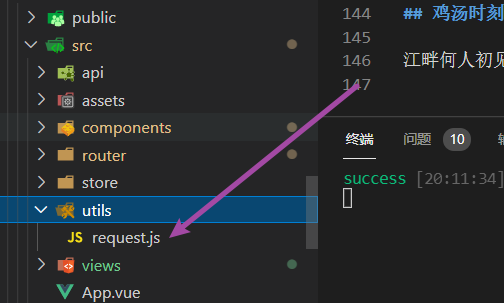 public
src
api
assets
components
router
store
utils
JS request.js
views
App.vue
144 ## 鸡汤时刻
145
146 江畔何人初见
147
终端 问题 10
success [20:11:34]